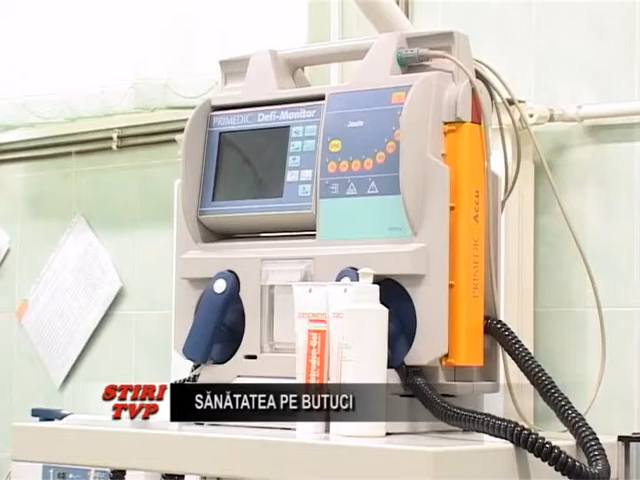 PRIMEDIC Defi-Monitor
Joule
PRIMEDIC Accu
STIRI
TVP
SĂNĂTATEA PE BUTUCI